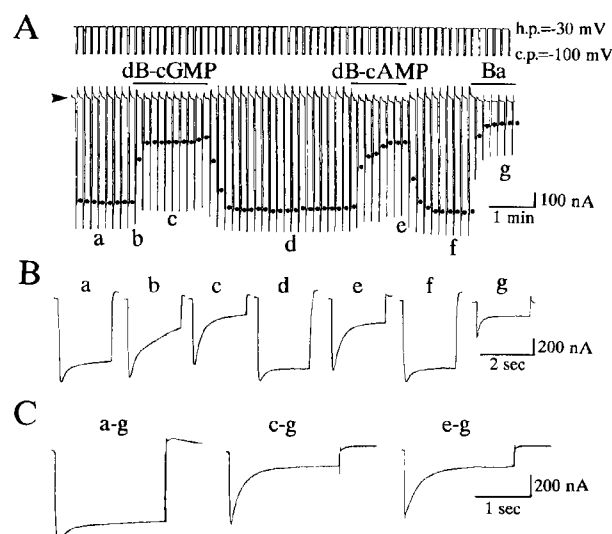 A
h.p.=-30 mV
c.p.=-100 mV
dB-cGMP dB-cAMP Ba
a b c d e f g
100 nA
1 min
B
a b c d e f g
200 nA
2 sec
C
a-g c-g e-g
200 nA
1 sec